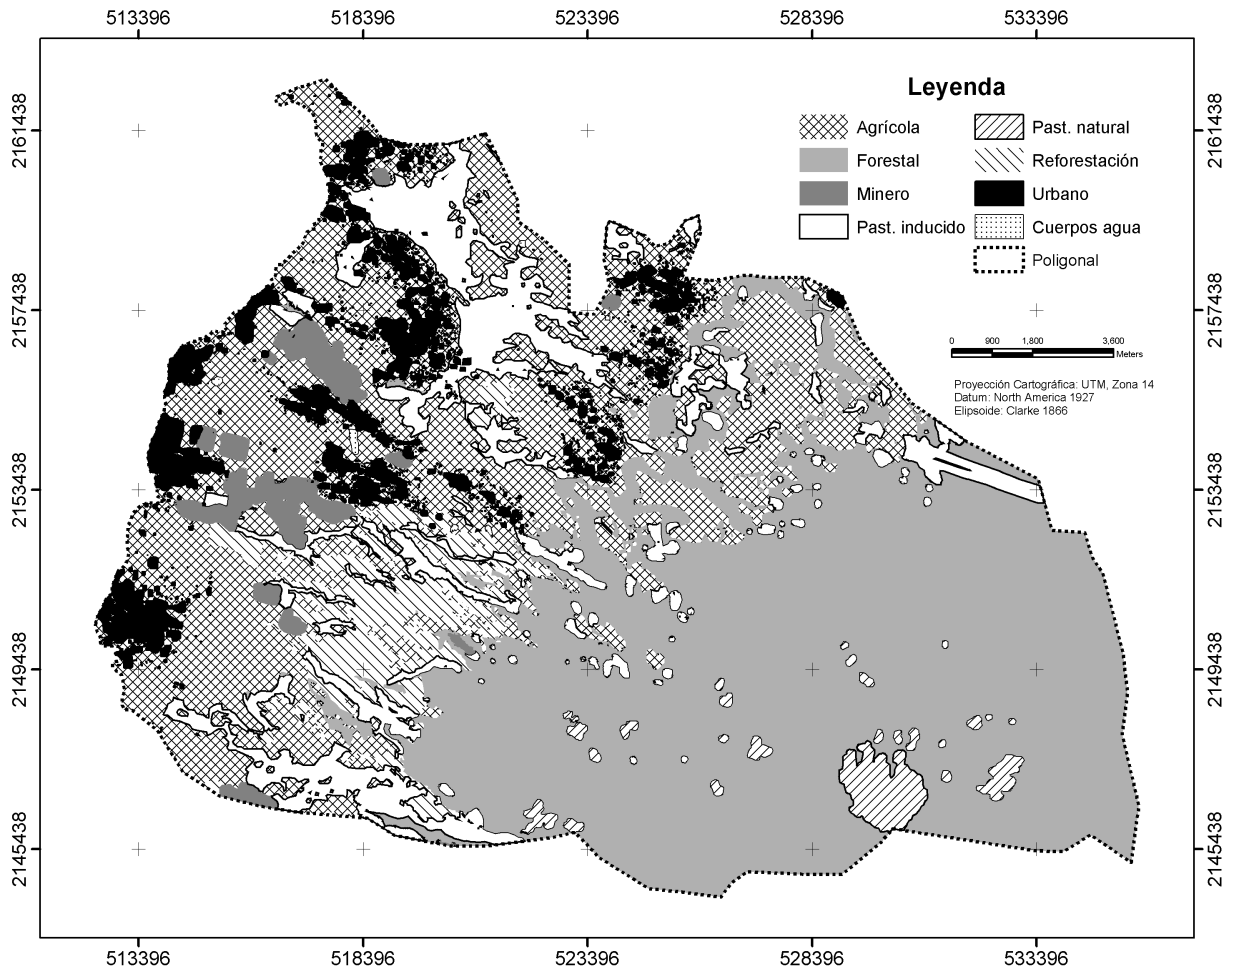 513396 518396 523396 528396 533396
Leyenda
Agrícola Past. natural
Forestal Reforestación
Minero Urbano
Past. inducido Cuerpos agua
Poligonal
2161438 2161438
2157438 2157438
0 900 1,800 3,600
Meters
Proyección Cartográfica: UTM, Zona 14
Datum: North America 1927
Elipsoide: Clarke 1866
2153438 2153438
2149438 2149438
2145438 2145438
513396 518396 523396 528396 533396